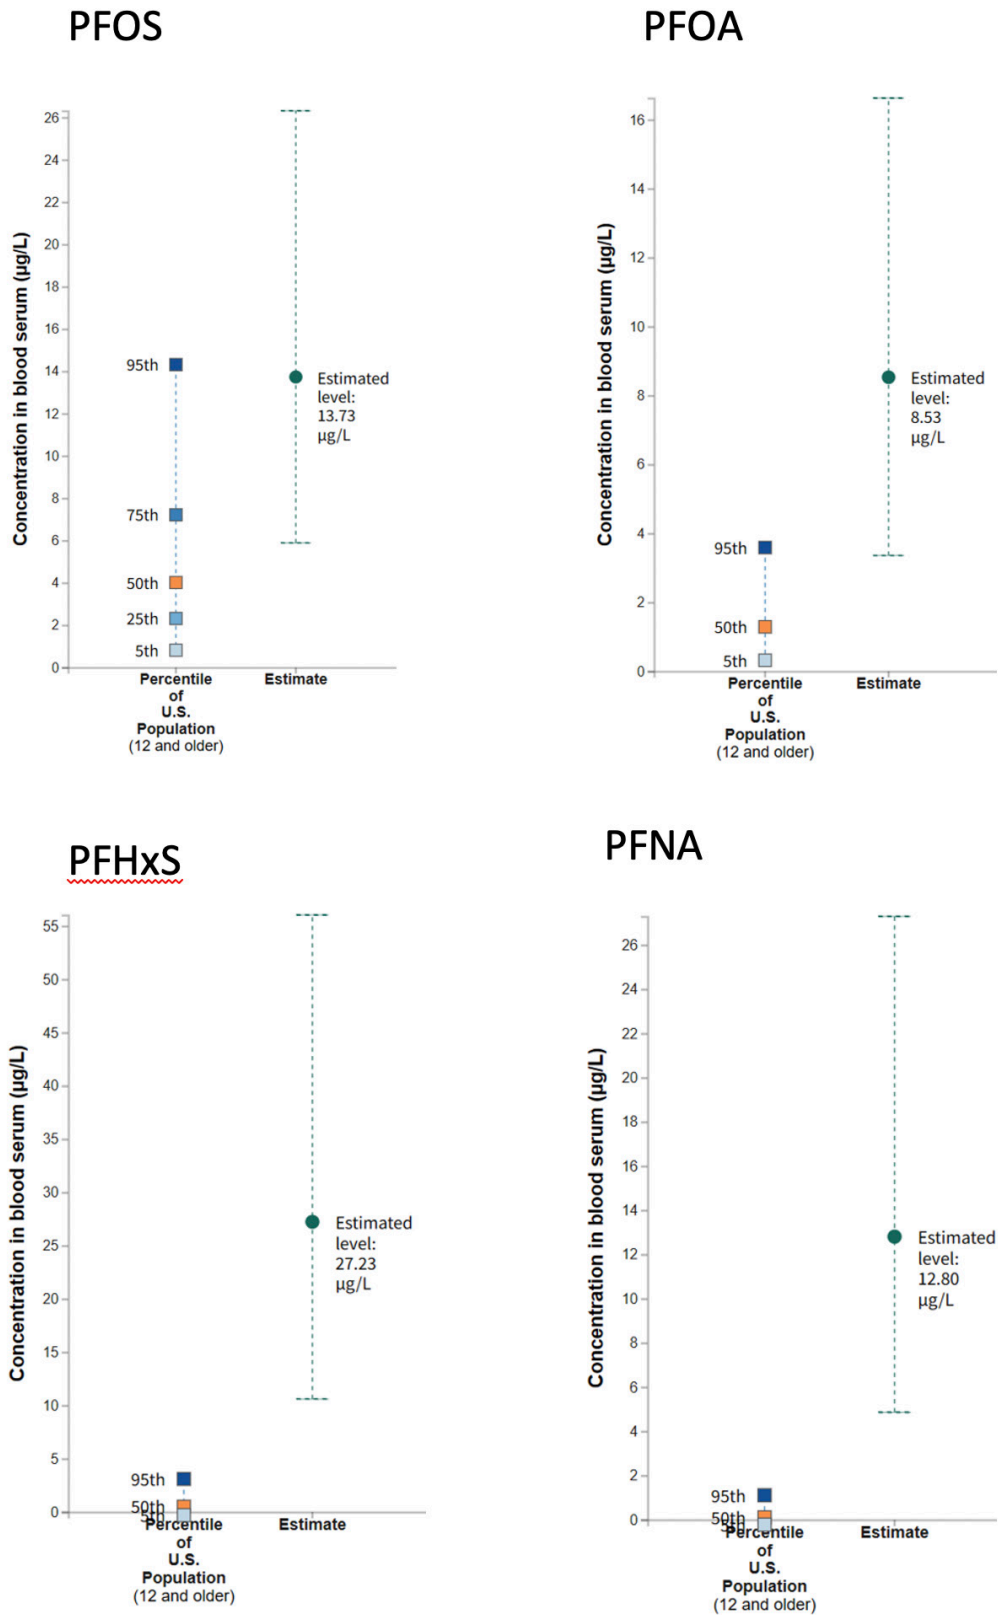 PFOS
Concentration in blood serum (µg/L)
26
24
22
20
18
16
14
12
10
8
6
4
2
0
95th
75th
50th
25th
5th
Estimated
level:
13.73
µg/L
Percentile
of
U.S.
Population
(12 and older)
Estimate
PFOA
Concentration in blood serum (µg/L)
16
14
12
10
8
6
4
2
0
95th
50th
5th
Estimated
level:
8.53
µg/L
Percentile
of
U.S.
Population
(12 and older)
Estimate
PFHxS
Concentration in blood serum (µg/L)
55
50
45
40
35
30
25
20
15
10
5
0
95th
50th
5th
Estimated
level:
27.23
µg/L
Percentile
of
U.S.
Population
(12 and older)
Estimate
PFNA
Concentration in blood serum (µg/L)
26
24
22
20
18
16
14
12
10
8
6
4
2
0
95th
50th
5th
Estimated
level:
12.80
µg/L
Percentile
of
U.S.
Population
(12 and older)
Estimate